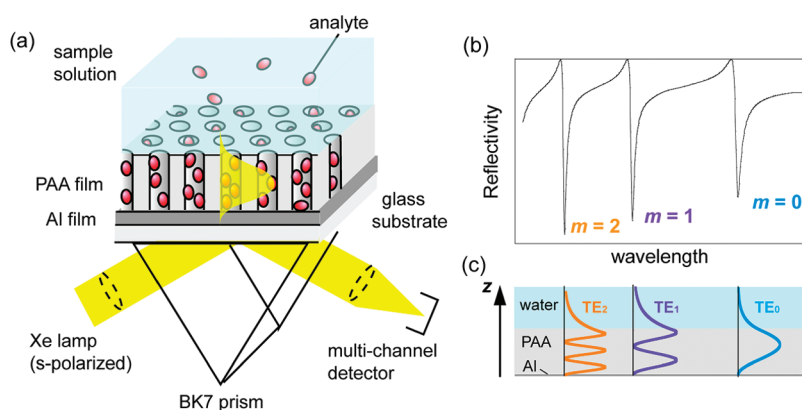 (a)
analyte
sample
solution
PAA film
Al film
glass
substrate
Xe lamp
(s-polarized)
multi-channel
detector
BK7 prism
(b)
Reflectivity
m = 2
m = 1
m = 0
wavelength
(c)
z
water
PAA
Al
TE2
TE1
TE0